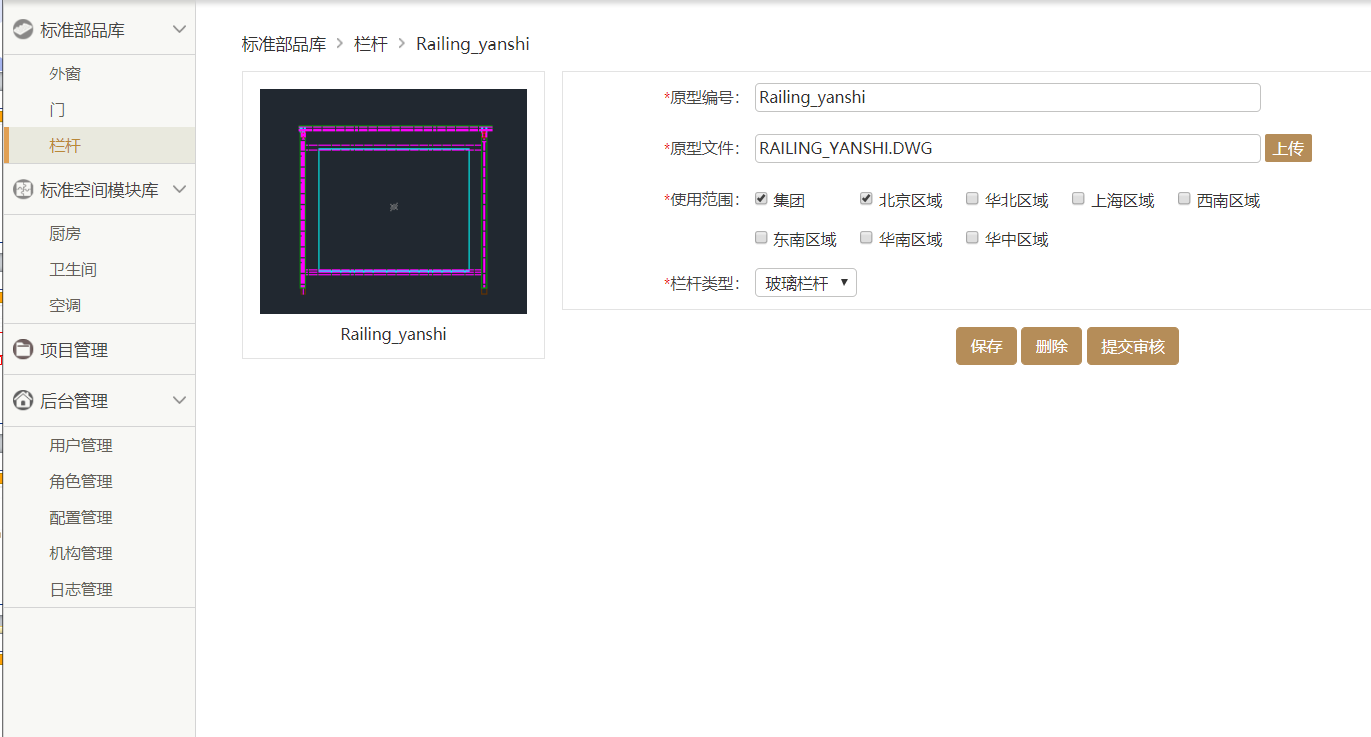 标准部品库
外窗
门
栏杆
标准空间模块库
厨房
卫生间
空调
项目管理
后台管理
用户管理
角色管理
配置管理
机构管理
日志管理
标准部品库 > 栏杆 > Railing_yanshi
Railing_yanshi
*原型编号： Railing_yanshi
*原型文件： RAILING_YANSHI.DWG 上传
*使用范围： 集团 北京区域 华北区域 上海区域 西南区域
东南区域 华南区域 华中区域
*栏杆类型： 玻璃栏杆
保存 删除 提交审核